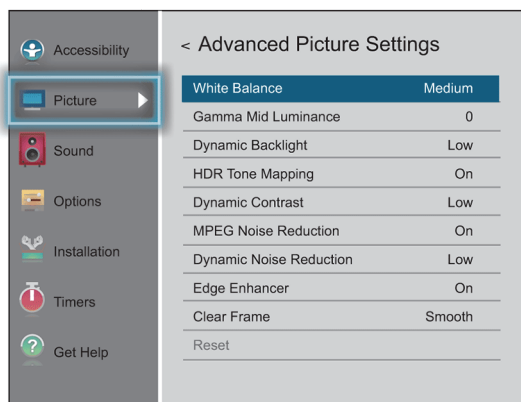 Accessibility
Picture
Sound
Options
Installation
Timers
Get Help
< Advanced Picture Settings
White Balance Medium
Gamma Mid Luminance 0
Dynamic Backlight Low
HDR Tone Mapping On
Dynamic Contrast Low
MPEG Noise Reduction On
Dynamic Noise Reduction Low
Edge Enhancer On
Clear Frame Smooth
Reset